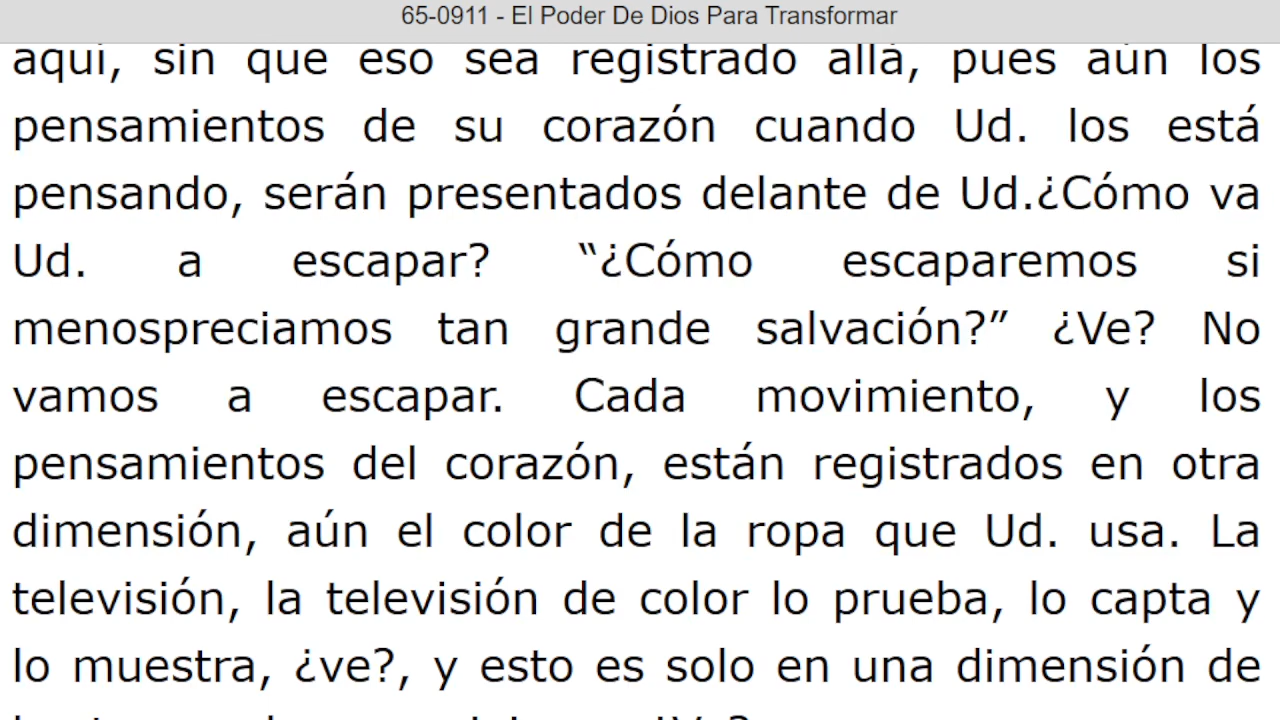 65-0911 - El Poder De Dios Para Transformar
aquí, sin que eso sea registrado allá, pues aún los
pensamientos de su corazón cuando Ud. los está
pensando, serán presentados delante de Ud.¿Cómo va
Ud. a escapar? “¿Cómo escaparemos si
menospreciamos tan grande salvación?” ¿Ve? No
vamos a escapar. Cada movimiento, y los
pensamientos del corazón, están registrados en otra
dimensión, aún el color de la ropa que Ud. usa. La
televisión, la televisión de color lo prueba, lo capta y
lo muestra, ¿ve?, y esto es solo en una dimensión de